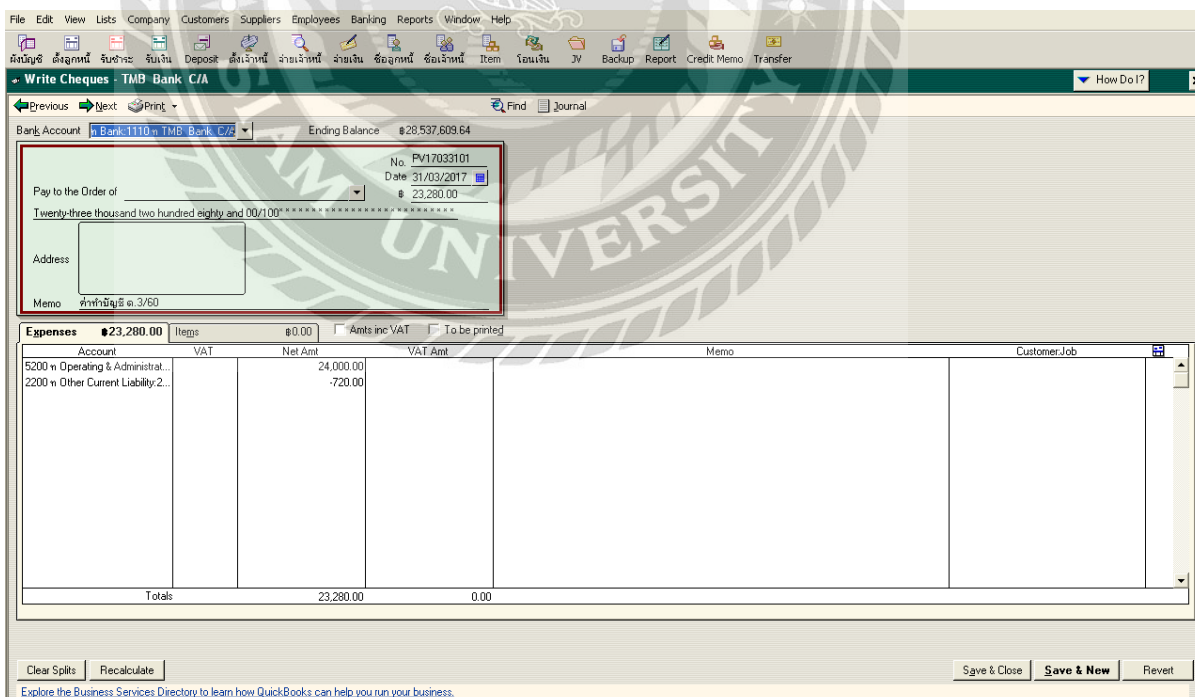 File Edit View Lists Company Customers Suppliers Employees Banking Reports Window Help
ผังบัญชี ตั้งลูกหนี้ รับชำระ รับเงิน Deposit ตั้งเจ้าหนี้ จ่ายเจ้าหนี้ จ่ายเงิน ชื่อลูกหนี้ ชื่อเจ้าหนี้ Item โอนเงิน JV Backup Report Credit Memo Transfer
Write Cheques - TMB Bank C/A How Do I?
Previous Next Print Find Journal
Bank Account ท Bank:1110 ท TMB Bank C/A Ending Balance ฿28,537,609.64
No. PV17033101
Date 31/03/2017
Pay to the Order of ฿ 23,280.00
Twenty-three thousand two hundred eighty and 00/100* * * * * * * * * * * * * * * * * * * * * * * * * *
Address
Memo ค่าทำบัญชี ด.3/60
Expenses ฿23,280.00 Items ฿0.00 Amts inc VAT To be printed
Account VAT Net Amt VAT Amt Memo Customer:Job
5200 ท Operating & Administrat... 24,000.00
2200 ท Other Current Liability:2... -720.00
Totals 23,280.00 0.00
Clear Splits Recalculate Save & Close Save & New Revert
Explore the Business Services Directory to learn how QuickBooks can help you run your business.
SIAM UNIVERSITY